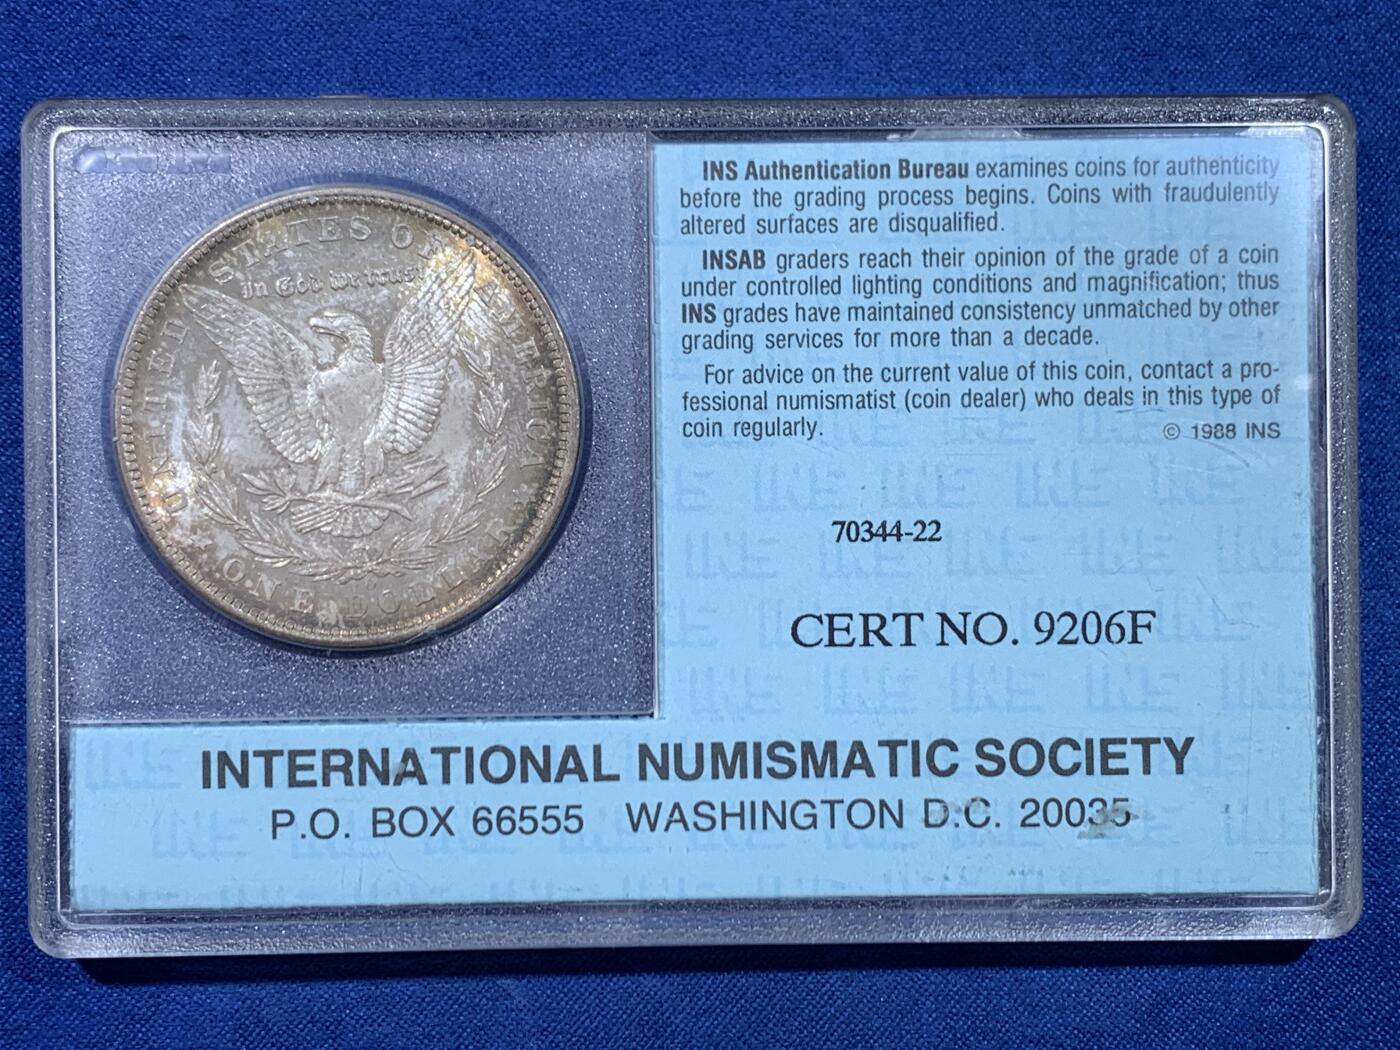 INS Authentication Bureau examines coins for authenticity
before the grading process begins. Coins with fraudulently
altered surfaces are disqualified.
INSAB graders reach their opinion of the grade of a coin
under controlled lighting conditions and magnification; thus
INS grades have maintained consistency unmatched by other
grading services for more than a decade.
For advice on the current value of this coin, contact a pro-
fessional numismatist (coin dealer) who deals in this type of
coin regularly.
© 1988 INS
70344-22
CERT NO. 9206F
INTERNATIONAL NUMISMATIC SOCIETY
P.O. BOX 66555 WASHINGTON D.C. 20035
UNITED STATES OF AMERICA
In God we trust
ONE DOLLAR